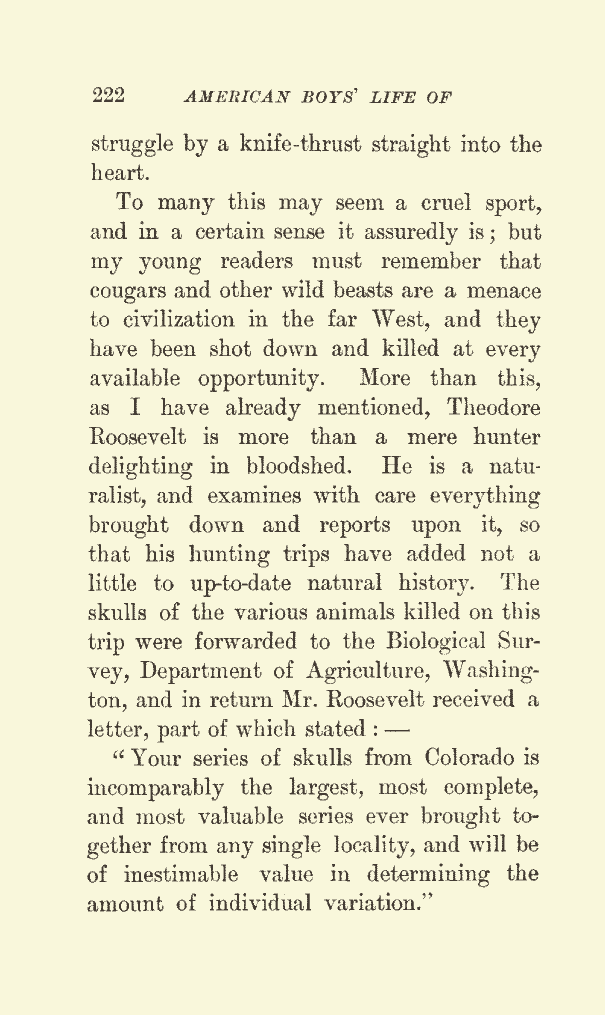 222 AMERICAN BOYS' LIFE OF
struggle by a knife-thrust straight into the
heart.
To many this may seem a cruel sport,
and in a certain sense it assuredly is; but
my young readers must remember that
cougars and other wild beasts are a menace
to civilization in the far West, and they
have been shot down and killed at every
available opportunity. More than this,
as I have already mentioned, Theodore
Roosevelt is more than a mere hunter
delighting in bloodshed. He is a natu-
ralist, and examines with care everything
brought down and reports upon it, so
that his hunting trips have added not a
little to up-to-date natural history. The
skulls of the various animals killed on this
trip were forwarded to the Biological Sur-
vey, Department of Agriculture, Washing-
ton, and in return Mr. Roosevelt received a
letter, part of which stated : —
“ Your series of skulls from Colorado is
incomparably the largest, most complete,
and most valuable series ever brought to-
gether from any single locality, and will be
of inestimable value in determining the
amount of individual variation.”